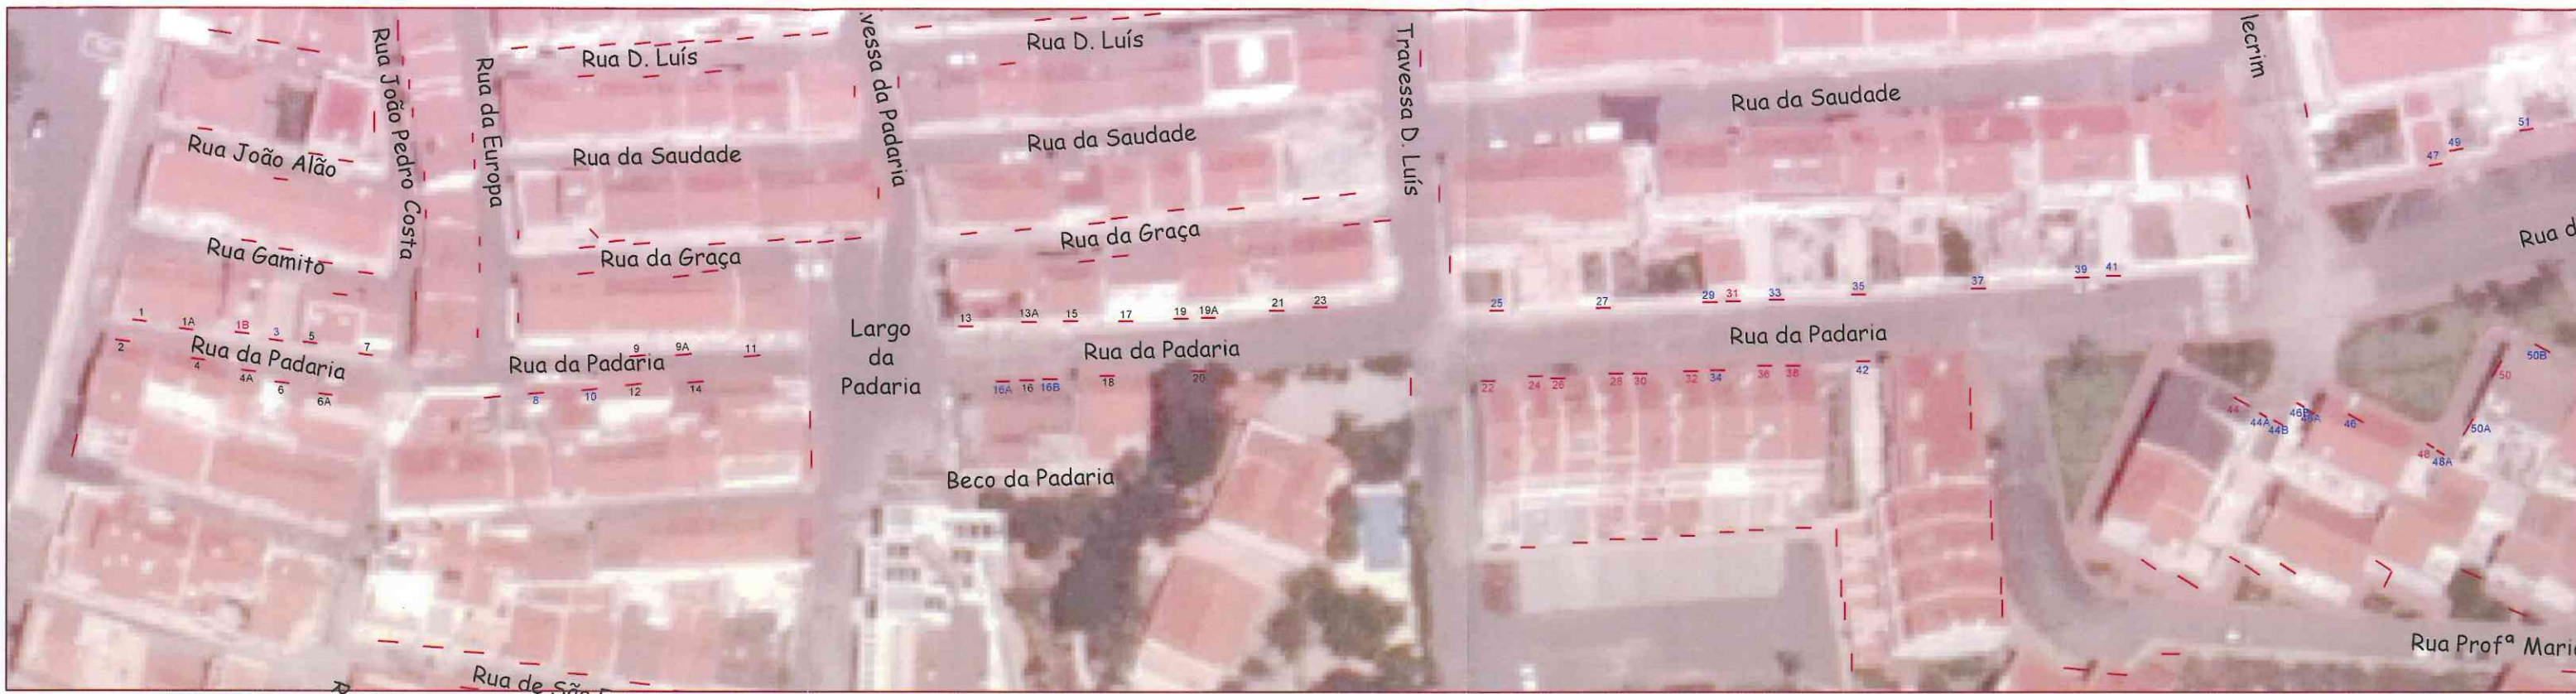 Rua João Pedro Costa
Rua da Europa
Rua D. Luís
vessa da Padaria
Rua D. Luís
Travessa D. Luís
Rua da Saudade
lecrim
51
49
47
Rua João Alão
Rua da Saudade
Rua da Saudade
Rua d
Rua Gamito
Rua da Graça
Rua da Graça
1
1A
1B
3
5
7
9
9A
11
Largo
da
Padaria
13
13A
15
17
19
19A
21
23
25
27
29
31
33
35
37
39
41
Rua da Padaria
Rua da Padaria
Rua da Padaria
Rua da Padaria
2
4
4A
6
6A
8
10
12
14
16A
16
16B
18
20
22
24
26
28
30
32
34
36
38
42
44
44A
44B
46B
46
48
48A
50A
50
50B
Beco da Padaria
Rua Profª Mari
Rua de São
R